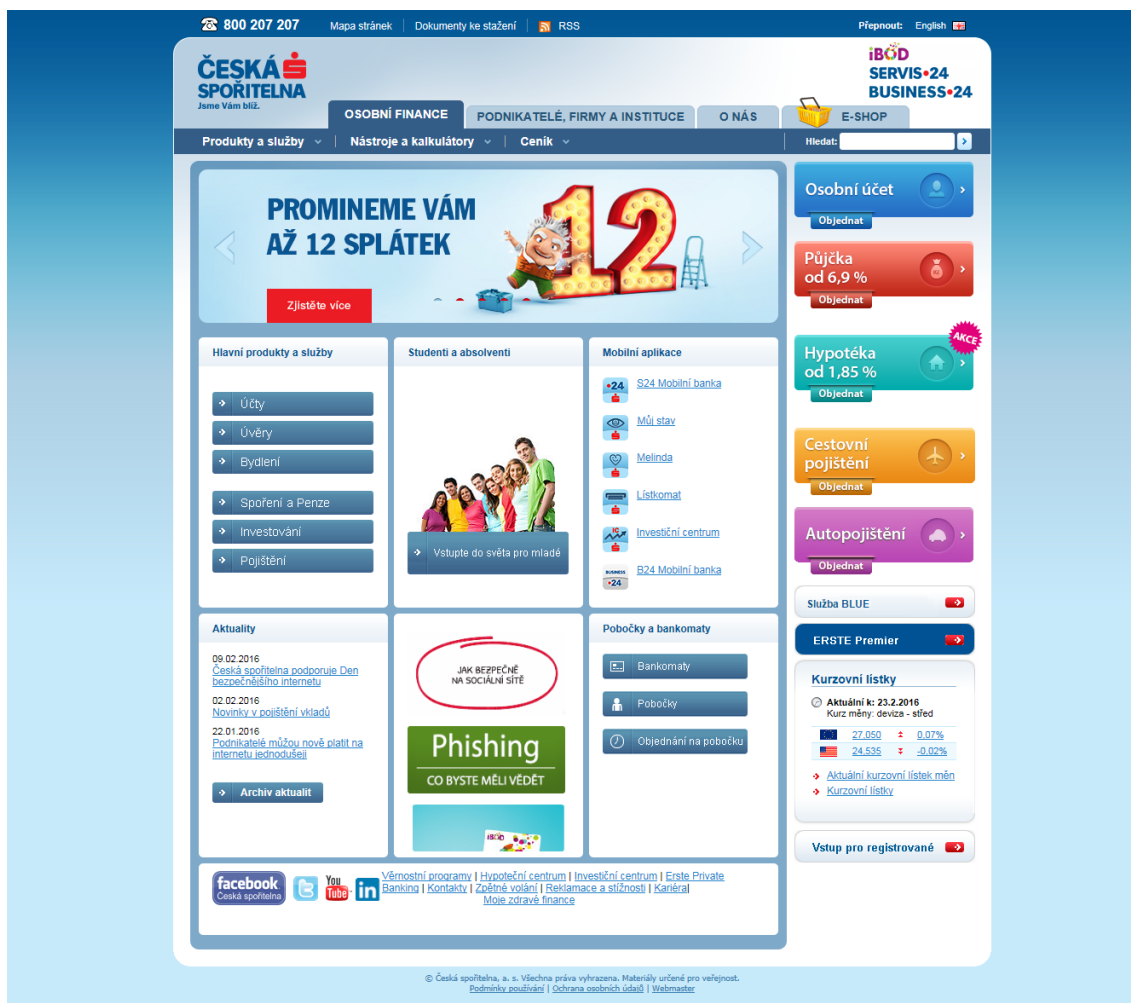 800 207 207
Mapa stránek
Dokumenty ke stažení
RSS
Přepnout:
English
ČESKÁ
SPOŘITELNA
Jsme Vám blíž.
iBOD
SERVIS•24
BUSINESS•24
OSOBNÍ FINANCE
PODNIKATELÉ, FIRMY A INSTITUCE
O NÁS
E-SHOP
Produkty a služby
Nástroje a kalkulátory
Ceník
Hledat:
PROMINEME VÁM
AŽ 12 SPLÁTEK
12
Zjistěte více
Osobní účet
Objednat
Půjčka
od 6,9 %
Objednat
AKCE
Hypotéka
od 1,85 %
Objednat
Cestovní
pojištění
Objednat
Autopojištění
Objednat
Služba BLUE
ERSTE Premier
Kurzovní lístky
Aktuální k: 23.2.2016
Kurz měny: deviza - střed
27,050 0,07%
24,535 -0,02%
Aktuální kurzovní lístek měn
Kurzovní lístky
Vstup pro registrované
Hlavní produkty a služby
Účty
Úvěry
Bydlení
Spoření a Penze
Investování
Pojištění
Studenti a absolventi
Vstupte do světa pro mladé
Mobilní aplikace
S24 Mobilní banka
Můj stav
Melinda
Lístkomat
Investiční centrum
B24 Mobilní banka
Aktuality
09.02.2016
Česká spořitelna podporuje Den
bezpečnějšího internetu
02.02.2016
Novinky v pojištění vkladů
22.01.2016
Podnikatelé můžou nově platit na
internetu jednodušeji
Archiv aktualit
JAK BEZPEČNĚ
NA SOCIÁLNÍ SÍTĚ
Phishing
CO BYSTE MĚLI VĚDĚT
iBOD
Pobočky a bankomaty
Bankomaty
Pobočky
Objednání na pobočku
facebook
Česká spořitelna
You
Tube
in
Věrnostní programy | Hypoteční centrum | Investiční centrum | Erste Private
Banking | Kontakty | Zpětné volání | Reklamace a stížnosti | Kariéra|
Moje zdravé finance
© Česká spořitelna, a. s. Všechna práva vyhrazena. Materiály určené pro veřejnost.
Podmínky používání | Ochrana osobních údajů | Webmaster